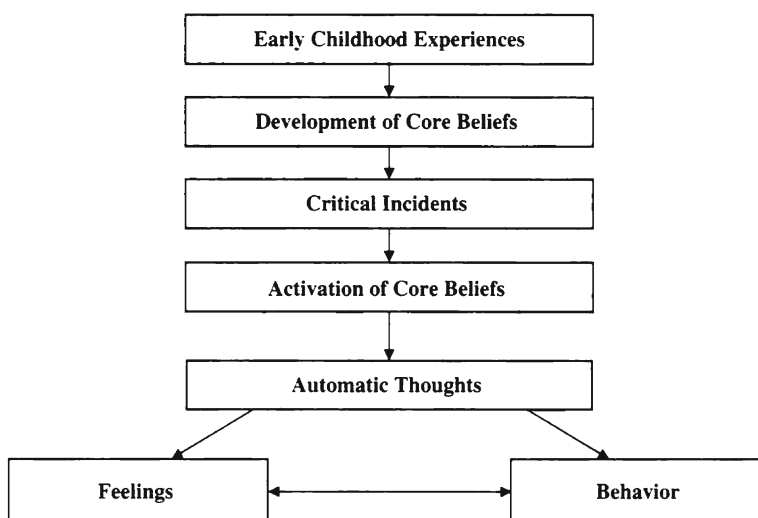 Early Childhood Experiences
Development of Core Beliefs
Critical Incidents
Activation of Core Beliefs
Automatic Thoughts
Feelings
Behavior